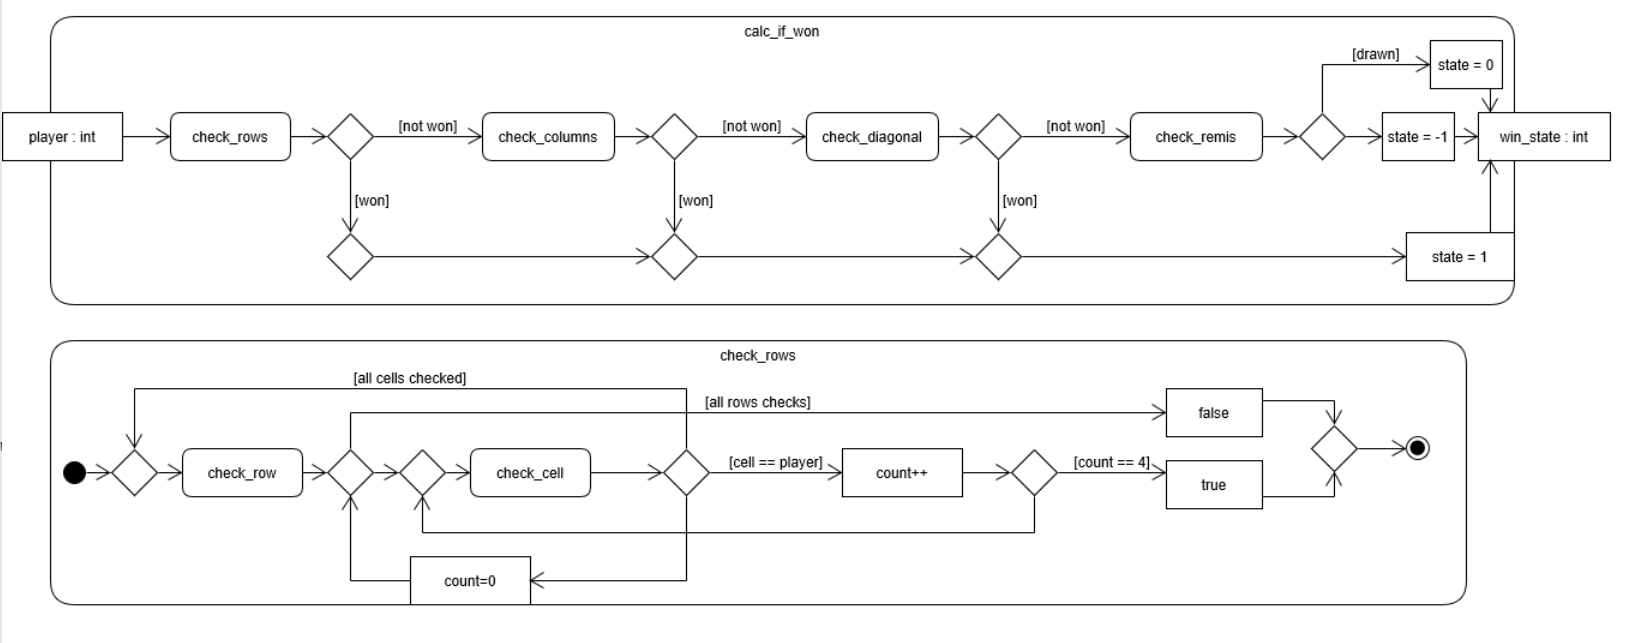 calc_if_won
[drawn]
state = 0
player : int
check_rows
[not won]
check_columns
[not won]
check_diagonal
[not won]
check_remis
state = -1
win_state : int
[won]
[won]
[won]
state = 1
check_rows
[all cells checked]
[all rows checks]
false
check_row
check_cell
[cell == player]
count++
[count == 4]
true
count=0